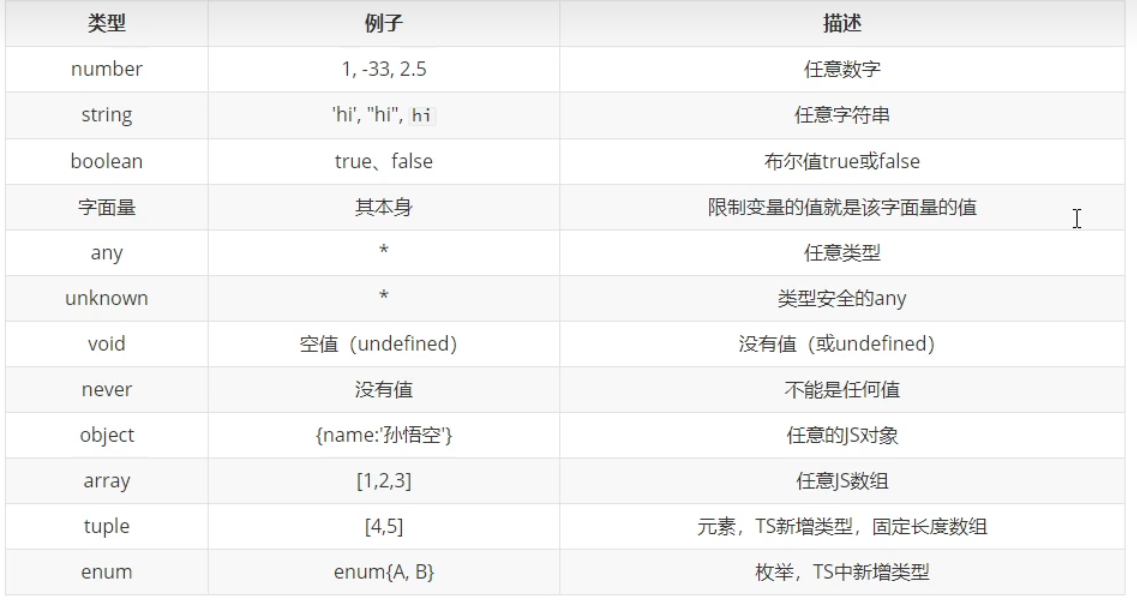 类型 例子 描述
number 1, -33, 2.5 任意数字
string 'hi', "hi", hi 任意字符串
boolean true、false 布尔值true或false
字面量 其本身 限制变量的值就是该字面量的值
any * 任意类型
unknown * 类型安全的any
void 空值（undefined） 没有值（或undefined）
never 没有值 不能是任何值
object {name:'孙悟空'} 任意的JS对象
array [1,2,3] 任意JS数组
tuple [4,5] 元素，TS新增类型，固定长度数组
enum enum{A, B} 枚举，TS中新增类型